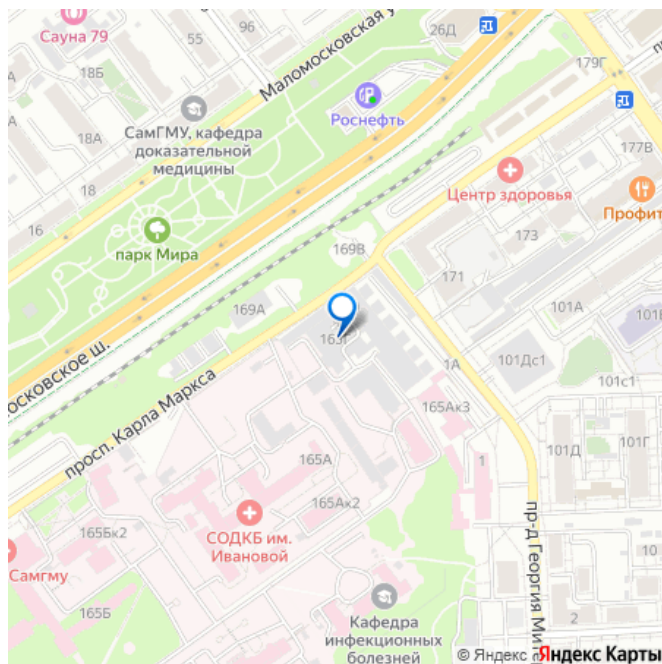 Сауна 79
55
96
26Д
Маломосковская у
179Г
18Б
Роснефть
СамГМУ, кафедра
доказательной
медицины
18А
177В
Центр здоровья
18
Профит
16
173
парк Мира
169В
171
169А
101А
осковское ш.
101Дс1
1А
101с1
просп. Карла Маркса
165Ак3
101Д
101Г
165А
1
165Ак2
165Бк2
СОДКБ им.
Ивановой
пр-д Георгия Ми
Самгму
10
165Б
2
Кафедра
инфекционных
болезней
© Яндекс Яндекс Карты